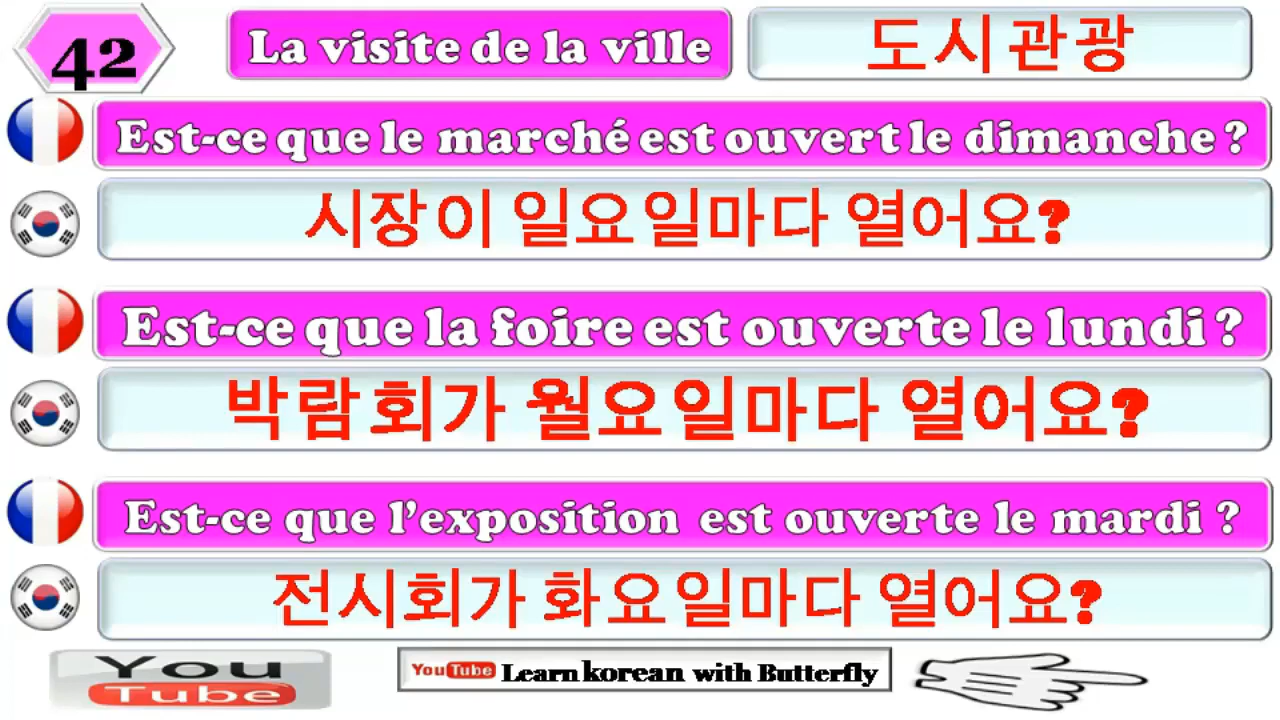 42
La visite de la ville
도시관광
Est-ce que le marché est ouvert le dimanche ?
시장이 일요일마다 열어요?
Est-ce que la foire est ouverte le lundi ?
박람회가 월요일마다 열어요?
Est-ce que l'exposition est ouverte le mardi ?
전시회가 화요일마다 열어요?
You
Tube
YouTube Learn korean with Butterfly